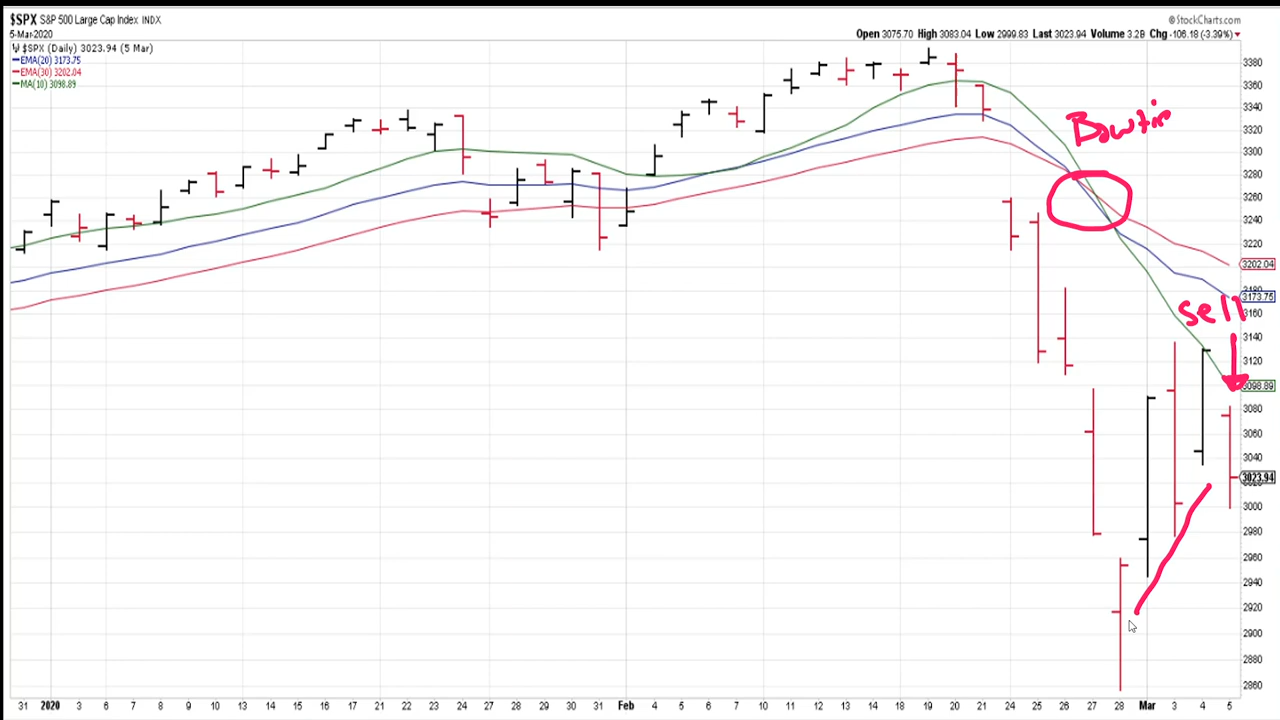 $SPX S&P 500 Large Cap Index INDX
© StockCharts.com
5-Mar-2020
Open 3075.70 High 3083.04 Low 2999.83 Last 3023.94 Volume 3.2B Chg -106.18 (-3.39%)
$SPX (Daily) 3023.94 (5 Mar)
EMA(20) 3173.75
EMA(30) 3202.04
MA(10) 3098.89
Bowtie
sell
3380
3360
3340
3320
3300
3280
3260
3240
3220
3202.04
3180
3173.75
3160
3140
3120
3098.89
3080
3060
3040
3023.94
3020
3000
2980
2960
2940
2920
2900
2880
2860
31 2020 3 6 7 8 9 10 13 14 15 16 17 21 22 23 24 27 28 29 30 31 Feb 4 5 6 7 10 11 12 13 14 18 19 20 21 24 25 26 27 28 Mar 3 4 5